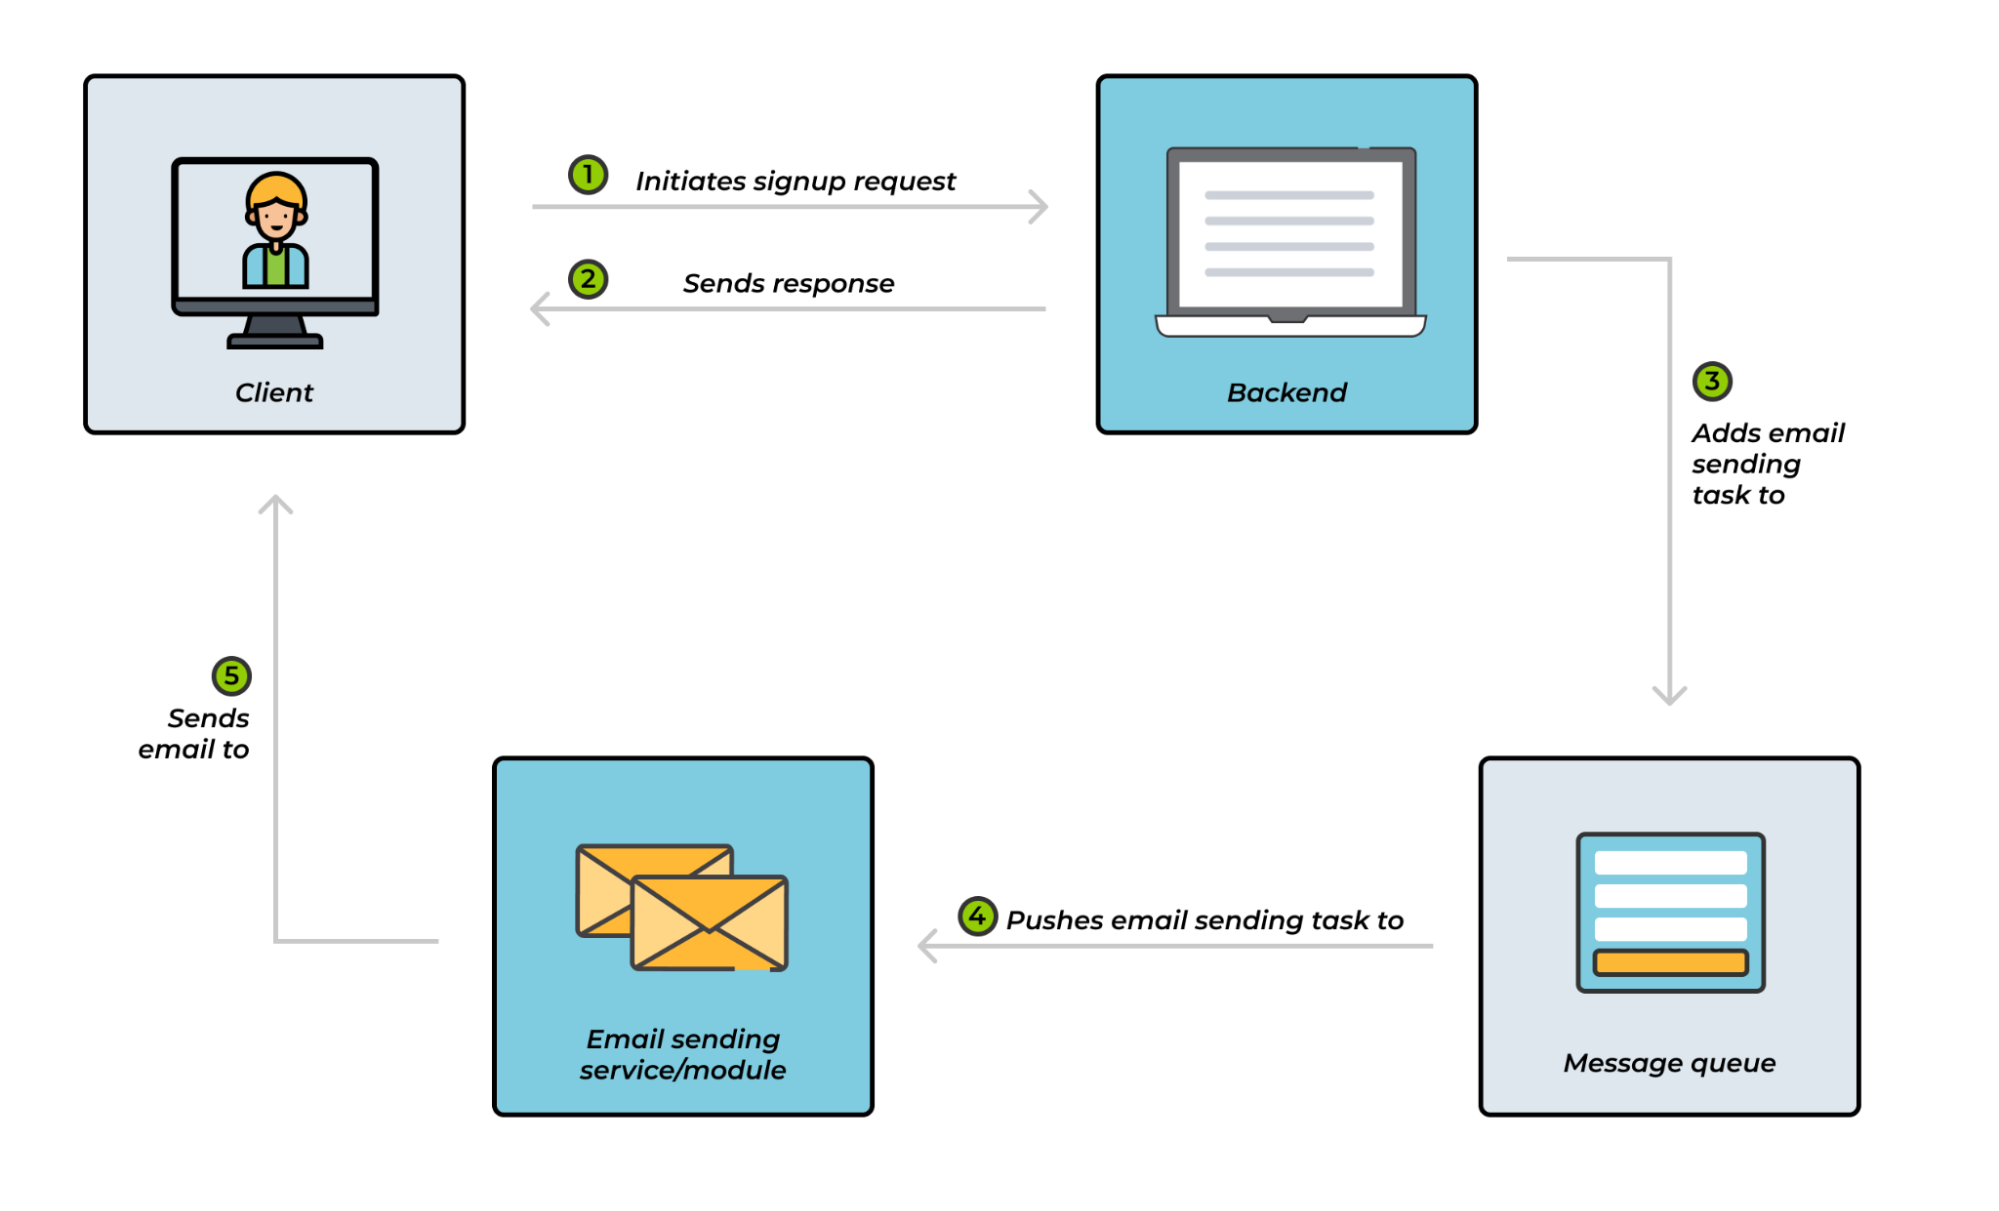 1
Initiates signup request
2
Sends response
Client
Backend
3
Adds email
sending
task to
5
Sends
email to
4
Pushes email sending task to
Email sending
service/module
Message queue